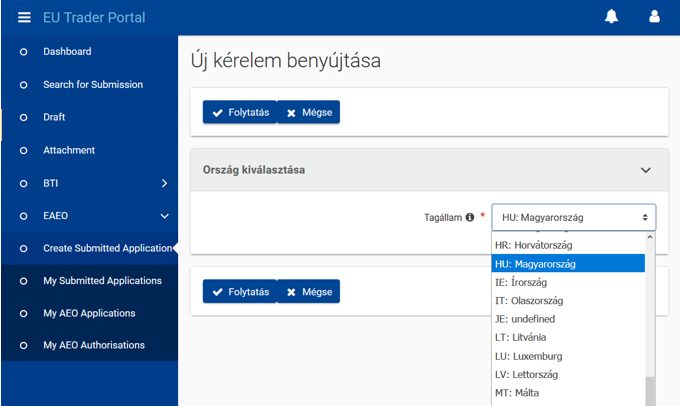 EU Trader Portal
Dashboard
Search for Submission
Draft
Attachment
BTI
EAEO
Create Submitted Application
My Submitted Applications
My AEO Applications
My AEO Authorisations
Új kérelem benyújtása
Folytatás Mégse
Ország kiválasztása
Tagállam * HU: Magyarország
HR: Horvátország
HU: Magyarország
IE: Írország
IT: Olaszország
JE: undefined
LT: Litvánia
LU: Luxemburg
LV: Lettország
MT: Málta
Folytatás Mégse